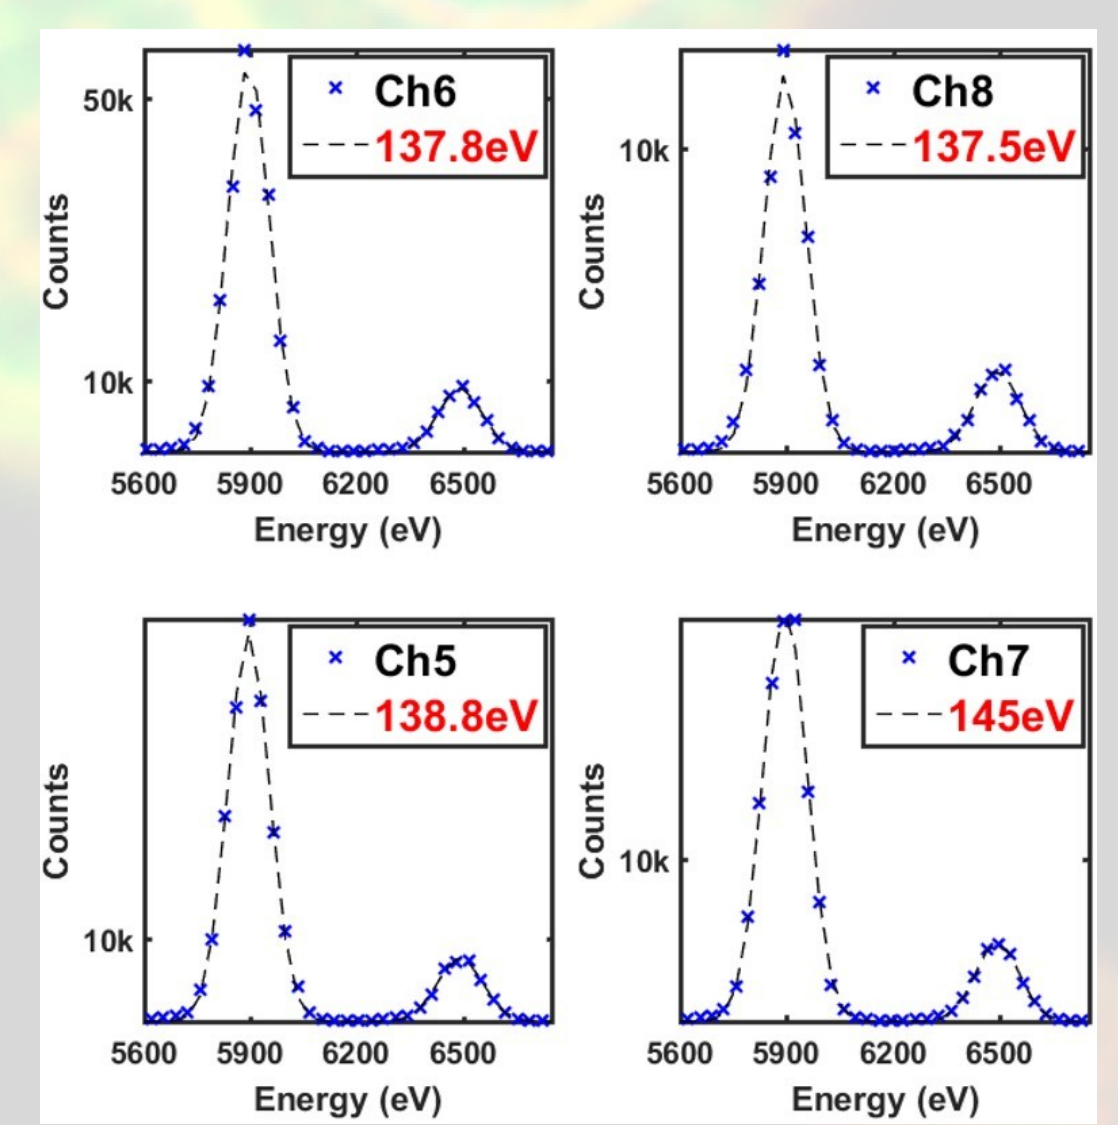 Ch6
137.8eV
50k
10k
Counts
5600 5900 6200 6500
Energy (eV)
Ch8
137.5eV
10k
Counts
5600 5900 6200 6500
Energy (eV)
Ch5
138.8eV
10k
Counts
5600 5900 6200 6500
Energy (eV)
Ch7
145eV
10k
Counts
5600 5900 6200 6500
Energy (eV)